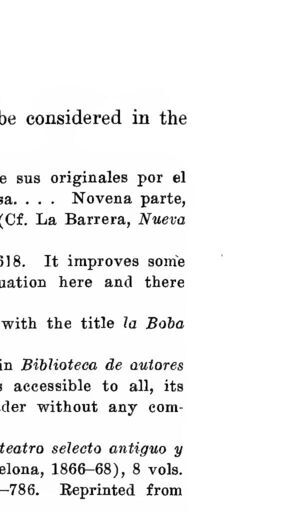 be considered in the
e sus originales por el
sa. . . . Novena parte,
(Cf. La Barrera, Nueva
618. It improves some
uation here and there
with the title la Boba
in Biblioteca de autores
s accessible to all, its
der without any com-
teatro selecto antiguo y
elona, 1866–68), 8 vols.
–786. Reprinted from